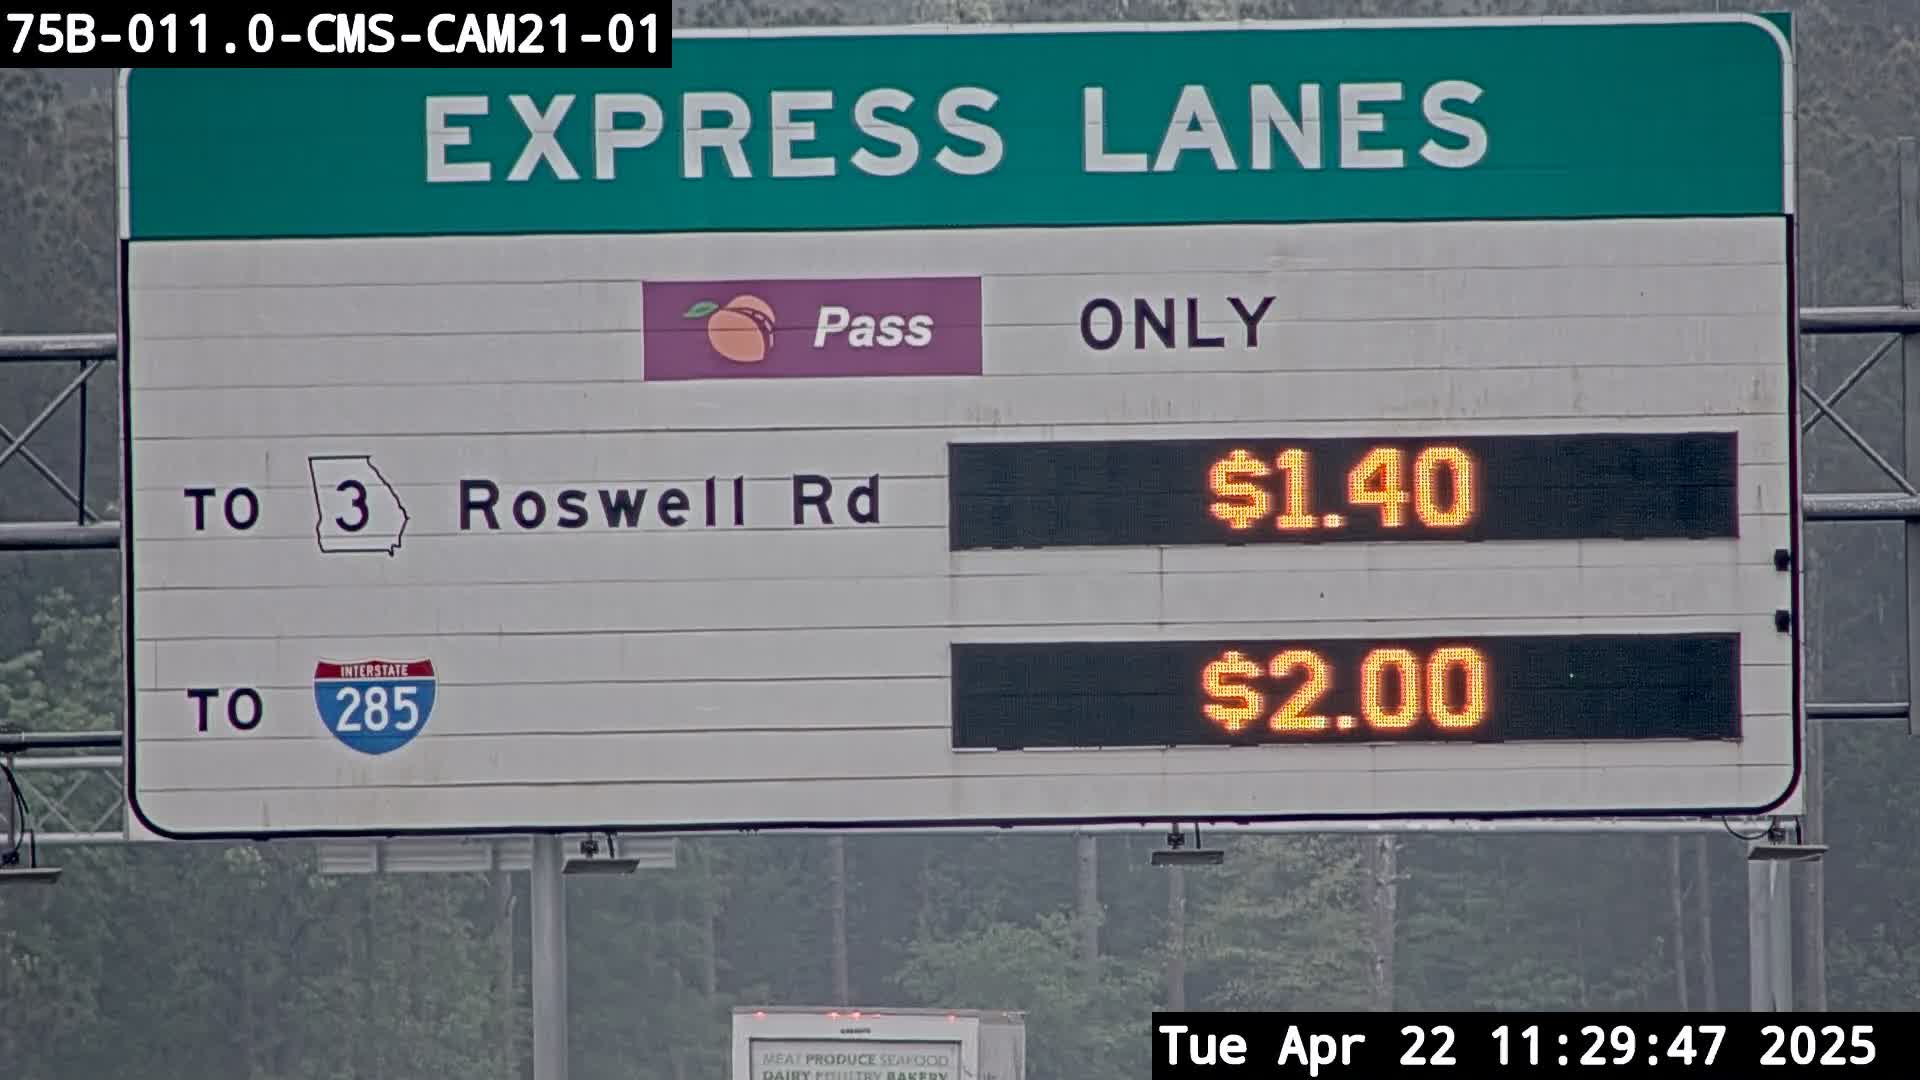 75B-011.0-CMS-CAM21-01
EXPRESS LANES
Pass ONLY
TO 3 Roswell Rd $1.40
INTERSTATE
TO 285 $2.00
MEAT PRODUCE SEAFOOD
DAIRY POULTRY BAKERY
Tue Apr 22 11:29:47 2025